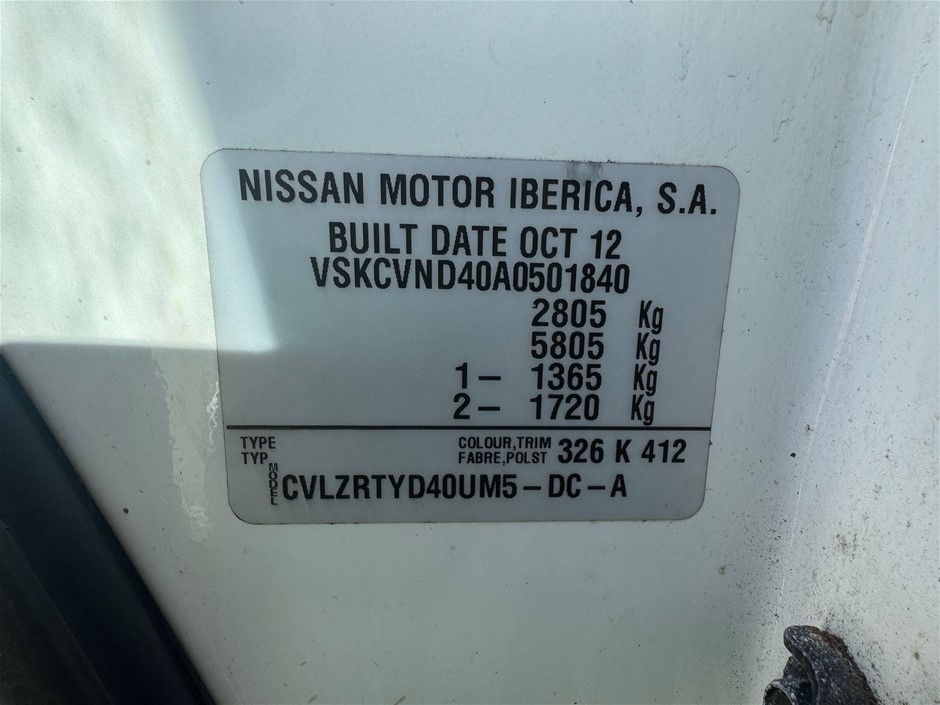 NISSAN MOTOR IBERICA, S.A.
BUILT DATE OCT 12
VSKCVND40A0501840
2805 Kg
5805 Kg
1– 1365 Kg
2– 1720 Kg
TYPE COLOUR,TRIM 326 K 412
TYP FABRE,POLST
MODEL CVLZRTYD40UM5–DC–A